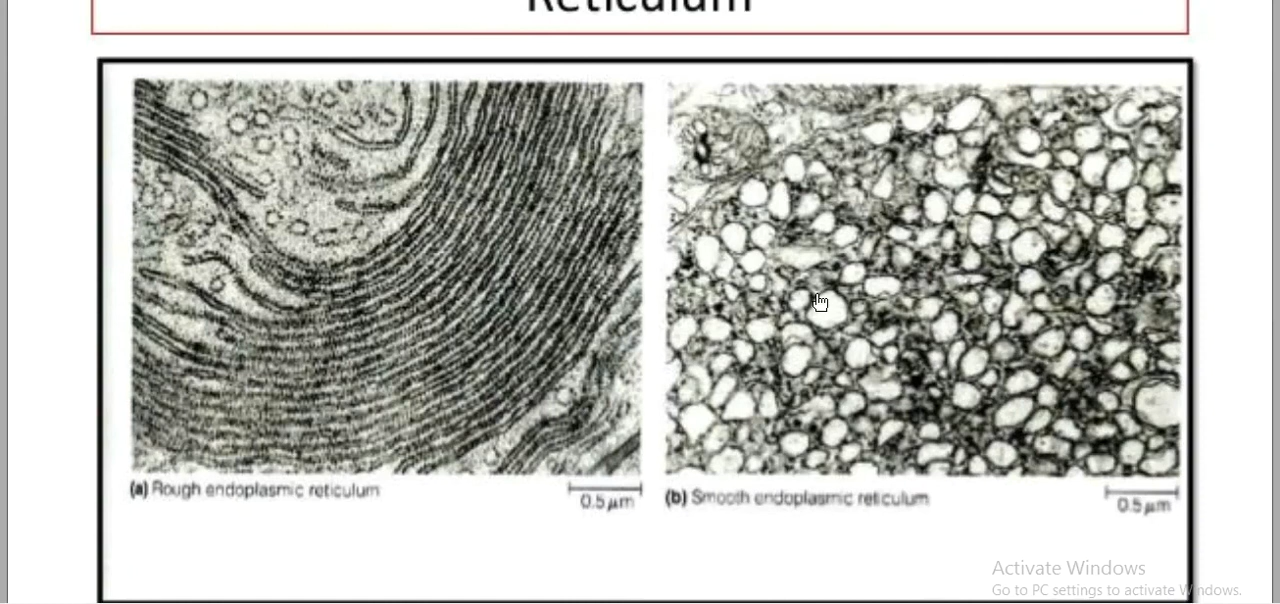 Reticulum
(a) Rough endoplasmic reticulum
0.5 μm
(b) Smooth endoplasmic reticulum
0.5 μm
Activate Windows
Go to PC settings to activate Windows.